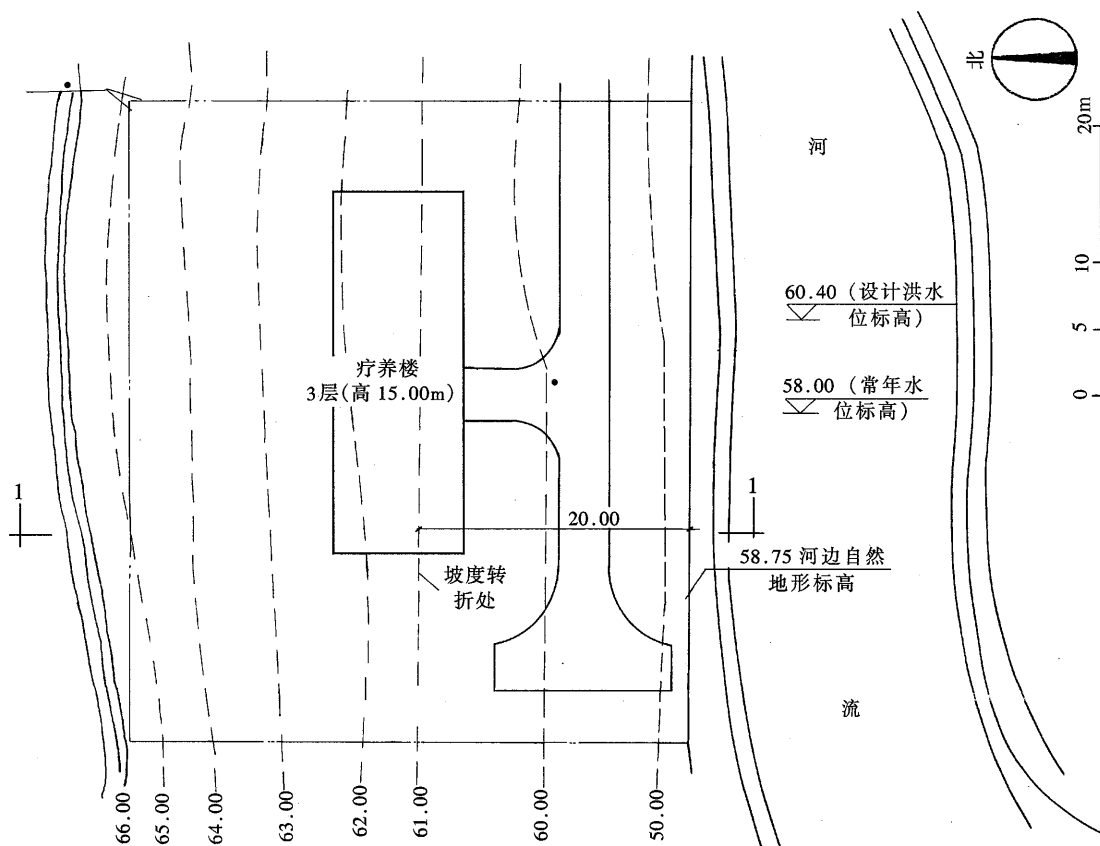 北
20m
10
5
0
河
60.40 (设计洪水
位标高)
58.00 (常年水
位标高)
疗养楼
3层(高 15.00m)
1
1
20.00
58.75 河边自然
地形标高
坡度转
折处
流
66.00
65.00
64.00
63.00
62.00
61.00
60.00
50.00